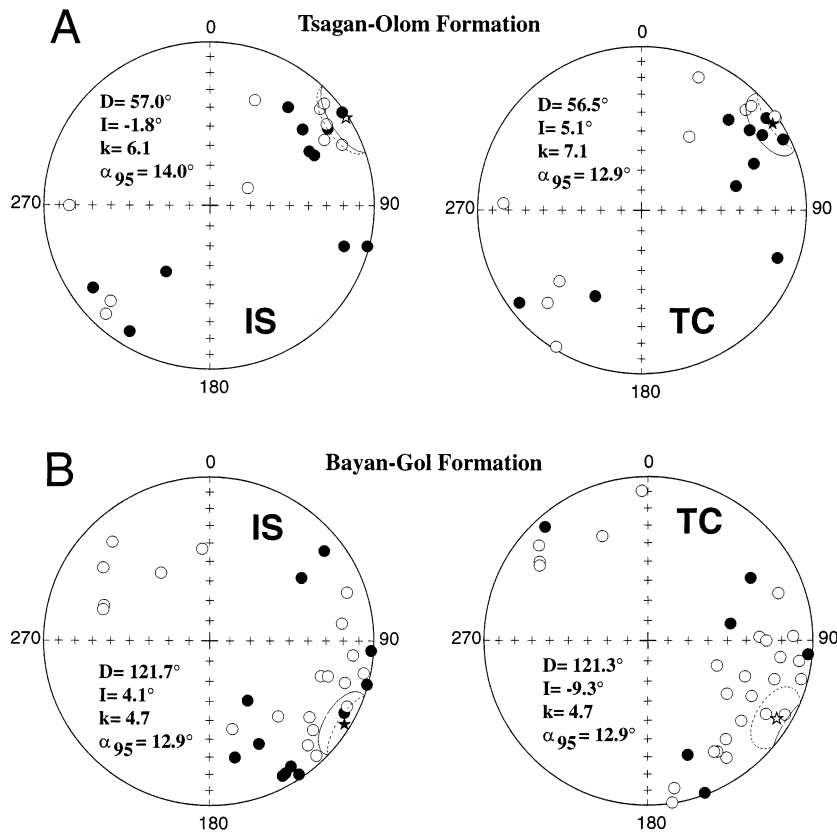 A
Tsagan-Olom Formation
0
D= 57.0°
I= -1.8°
k= 6.1
α95= 14.0°
270
90
IS
180
0
D= 56.5°
I= 5.1°
k= 7.1
α95= 12.9°
270
90
TC
180
B
Bayan-Gol Formation
0
IS
270
90
D= 121.7°
I= 4.1°
k= 4.7
α95= 12.9°
180
0
TC
270
90
D= 121.3°
I= -9.3°
k= 4.7
α95= 12.9°
180